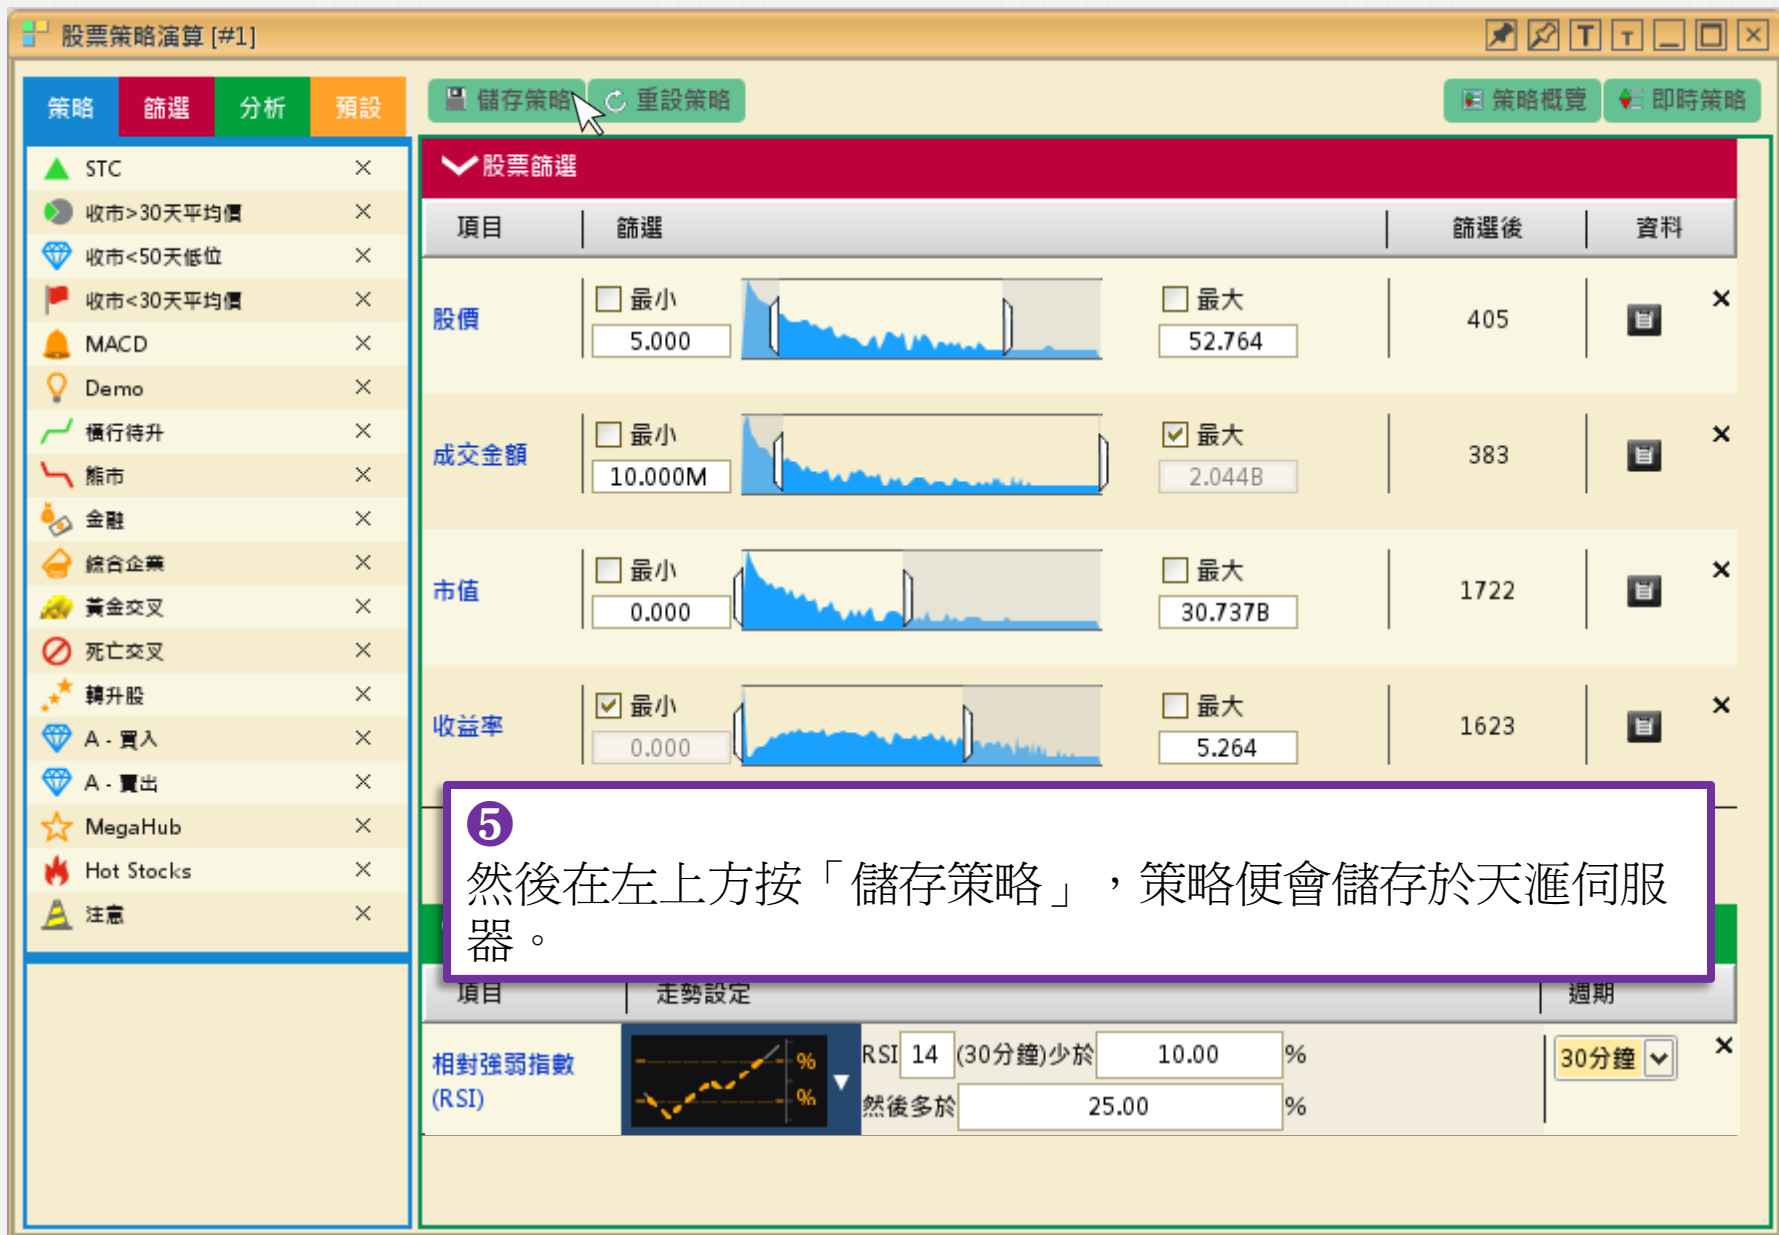 股票策略演算 [#1]
策略 篩選 分析 預設
儲存策略 重設策略 策略概覽 即時策略
STC
收市>30天平均價
收市<50天低位
收市<30天平均價
MACD
Demo
橫行待升
熊市
金融
綜合企業
黃金交叉
死亡交叉
轉升股
A - 買入
A - 賣出
MegaHub
Hot Stocks
注意
股票篩選
項目 篩選 篩選後 資料
股價 最小 5.000 最大 52.764 405
成交金額 最小 10.000M 最大 2.044B 383
市值 最小 0.000 最大 30.737B 1722
收益率 最小 0.000 最大 5.264 1623
❺
然後在左上方按「儲存策略」，策略便會儲存於天滙伺服
器。
項目 走勢設定 週期
相對強弱指數
(RSI)
%
%
RSI 14 (30分鐘)少於 10.00 %
然後多於 25.00 %
30分鐘